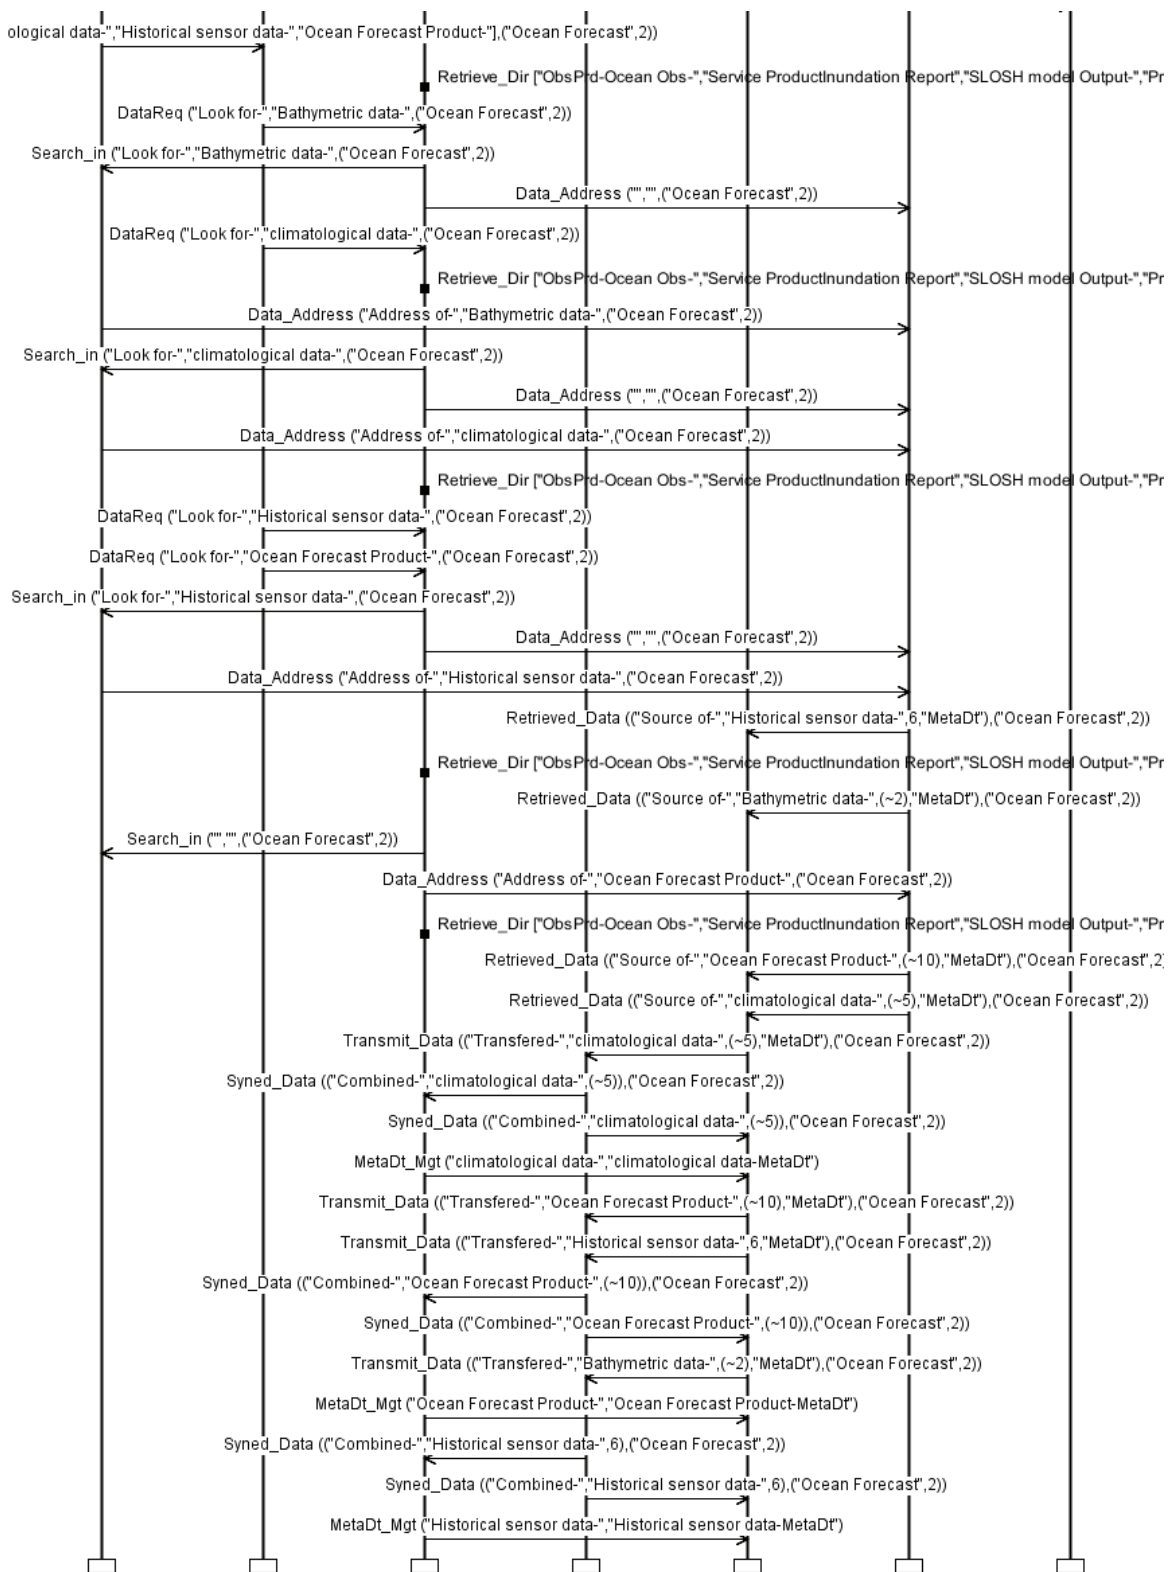 ological data-","Historical sensor data-","Ocean Forecast Product-"],("Ocean Forecast",2))
Retrieve_Dir ["ObsPrd-Ocean Obs-","Service ProductInundation Report","SLOSH model Output-","Pr
DataReq ("Look for-","Bathymetric data-",("Ocean Forecast",2))
Search_in ("Look for-","Bathymetric data-",("Ocean Forecast",2))
Data_Address ("","",("Ocean Forecast",2))
DataReq ("Look for-","climatological data-",("Ocean Forecast",2))
Retrieve_Dir ["ObsPrd-Ocean Obs-","Service ProductInundation Report","SLOSH model Output-","Pr
Data_Address ("Address of-","Bathymetric data-",("Ocean Forecast",2))
Search_in ("Look for-","climatological data-",("Ocean Forecast",2))
Data_Address ("","",("Ocean Forecast",2))
Data_Address ("Address of-","climatological data-",("Ocean Forecast",2))
Retrieve_Dir ["ObsPrd-Ocean Obs-","Service ProductInundation Report","SLOSH model Output-","Pr
DataReq ("Look for-","Historical sensor data-",("Ocean Forecast",2))
DataReq ("Look for-","Ocean Forecast Product-",("Ocean Forecast",2))
Search_in ("Look for-","Historical sensor data-",("Ocean Forecast",2))
Data_Address ("","",("Ocean Forecast",2))
Data_Address ("Address of-","Historical sensor data-",("Ocean Forecast",2))
Retrieved_Data (("Source of-","Historical sensor data-",6,"MetaDt"),("Ocean Forecast",2))
Retrieve_Dir ["ObsPrd-Ocean Obs-","Service ProductInundation Report","SLOSH model Output-","Pr
Retrieved_Data (("Source of-","Bathymetric data-",(~2),"MetaDt"),("Ocean Forecast",2))
Search_in ("","",("Ocean Forecast",2))
Data_Address ("Address of-","Ocean Forecast Product-",("Ocean Forecast",2))
Retrieve_Dir ["ObsPrd-Ocean Obs-","Service ProductInundation Report","SLOSH model Output-","Pr
Retrieved_Data (("Source of-","Ocean Forecast Product-",(~10),"MetaDt"),("Ocean Forecast",2)
Retrieved_Data (("Source of-","climatological data-",(~5),"MetaDt"),("Ocean Forecast",2))
Transmit_Data (("Transfered-","climatological data-",(~5),"MetaDt"),("Ocean Forecast",2))
Syned_Data (("Combined-","climatological data-",(~5)),("Ocean Forecast",2))
Syned_Data (("Combined-","climatological data-",(~5)),("Ocean Forecast",2))
MetaDt_Mgt ("climatological data-","climatological data-MetaDt")
Transmit_Data (("Transfered-","Ocean Forecast Product-",(~10),"MetaDt"),("Ocean Forecast",2))
Transmit_Data (("Transfered-","Historical sensor data-",6,"MetaDt"),("Ocean Forecast",2))
Syned_Data (("Combined-","Ocean Forecast Product-",(~10)),("Ocean Forecast",2))
Syned_Data (("Combined-","Ocean Forecast Product-",(~10)),("Ocean Forecast",2))
Transmit_Data (("Transfered-","Bathymetric data-",(~2),"MetaDt"),("Ocean Forecast",2))
MetaDt_Mgt ("Ocean Forecast Product-","Ocean Forecast Product-MetaDt")
Syned_Data (("Combined-","Historical sensor data-",6),("Ocean Forecast",2))
Syned_Data (("Combined-","Historical sensor data-",6),("Ocean Forecast",2))
MetaDt_Mgt ("Historical sensor data-","Historical sensor data-MetaDt")